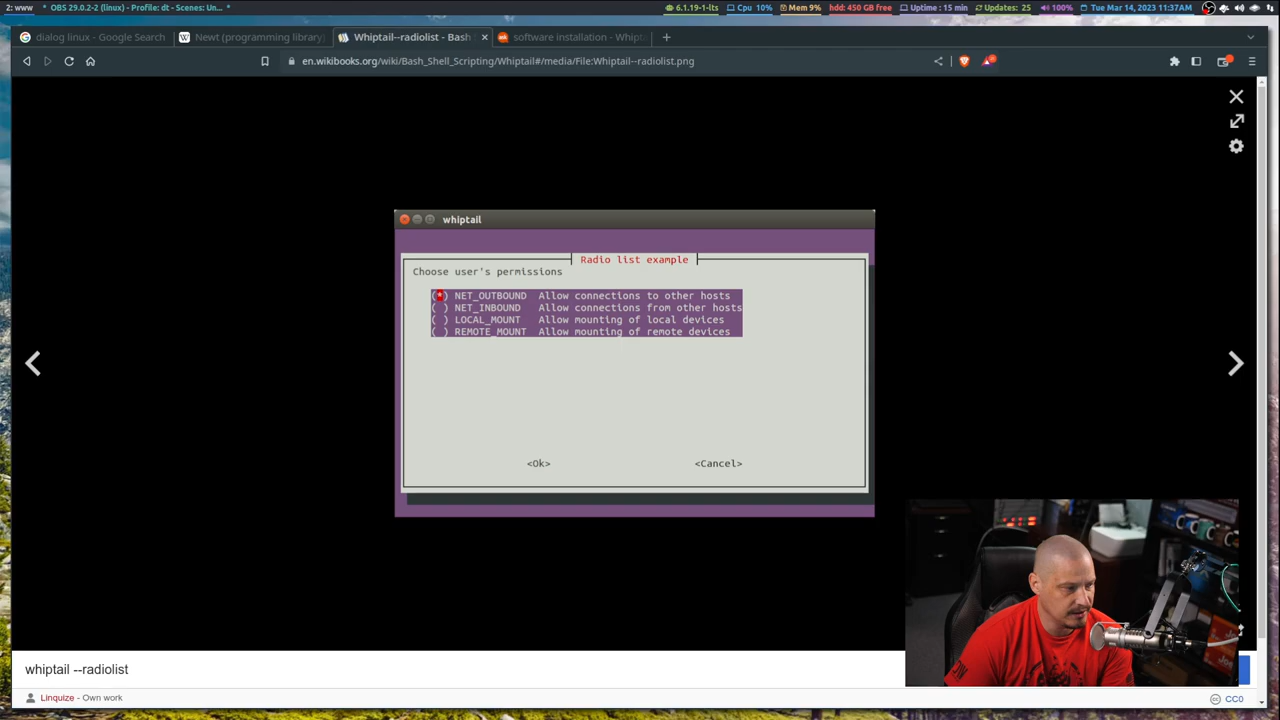 2: www * OBS 29.0.2-2 (linux) - Profile: dt - Scenes: Un... * 6.1.19-1-lts Cpu 10% Mem 9% hdd: 450 GB free Uptime : 15 min Updates: 25 100% Tue Mar 14, 2023 11:37AM
dialog linux - Google Search Newt (programming library) Whiptail--radiolist - Bash software installation - Whipt
en.wikibooks.org/wiki/Bash_Shell_Scripting/Whiptail#/media/File:Whiptail--radiolist.png
whiptail
Radio list example
Choose user's permissions
(*) NET_OUTBOUND Allow connections to other hosts
( ) NET_INBOUND Allow connections from other hosts
( ) LOCAL_MOUNT Allow mounting of local devices
( ) REMOTE_MOUNT Allow mounting of remote devices
<Ok> <Cancel>
whiptail --radiolist
Linquize - Own work CC0